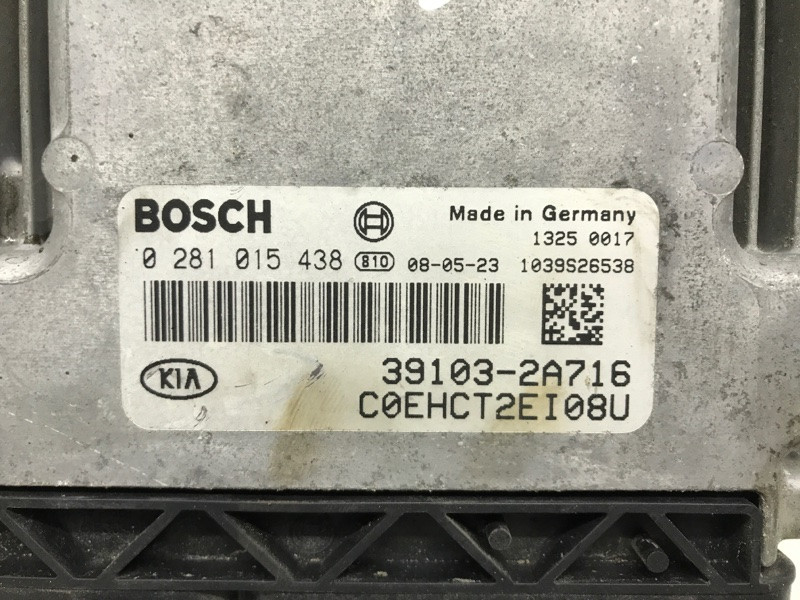 BOSCH
Made in Germany
1325 0017
0 281 015 438 810 08-05-23 1039S26538
KIA
39103-2A716
C0EHCT2EI08U